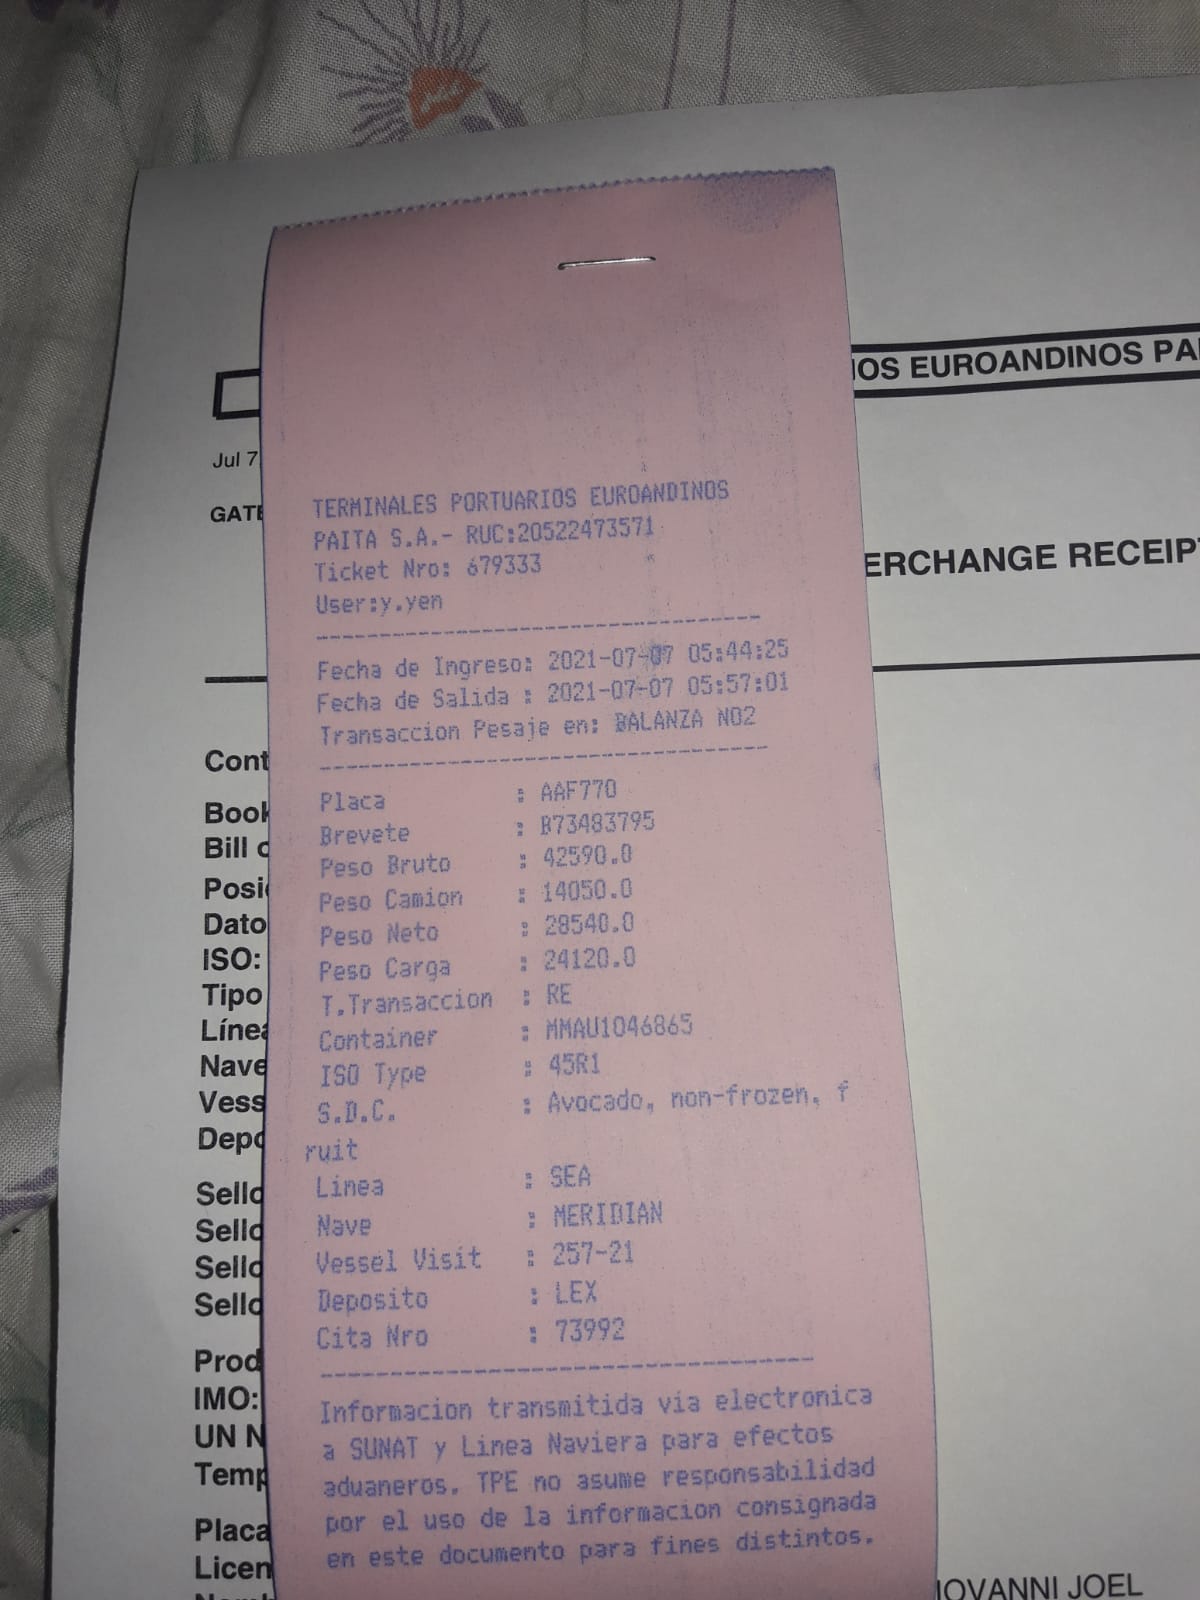 IOS EUROANDINOS PAI
Jul 7
GATE
ERCHANGE RECEIPT
TERMINALES PORTUARIOS EUROANDINOS
PAITA S.A.- RUC:20522473571
Ticket Nro: 679333
User:y.yen
Fecha de Ingreso: 2021-07-07 05:44:25
Fecha de Salida : 2021-07-07 05:57:01
Transaccion Pesaje en: BALANZA NO2
Placa : AAF770
Brevete : B73483795
Peso Bruto : 42590.0
Peso Camion : 14050.0
Peso Neto : 28540.0
Peso Carga : 24120.0
T.Transaccion : RE
Container : MMAU1046865
ISO Type : 45R1
S.D.C. : Avocado, non-frozen, f
ruit
Linea : SEA
Nave : MERIDIAN
Vessel Visit : 257-21
Deposito : LEX
Cita Nro : 73992
Informacion transmitida via electronica
a SUNAT y Linea Naviera para efectos
aduaneros. TPE no asume responsabilidad
por el uso de la informacion consignada
en este documento para fines distintos.
Cont
Book
Bill o
Posi
Dato
ISO:
Tipo
Línea
Nave
Vess
Depo
Sello
Sello
Sello
Sello
Prod
IMO:
UN N
Temp
Placa
Licen
IOVANNI JOEL